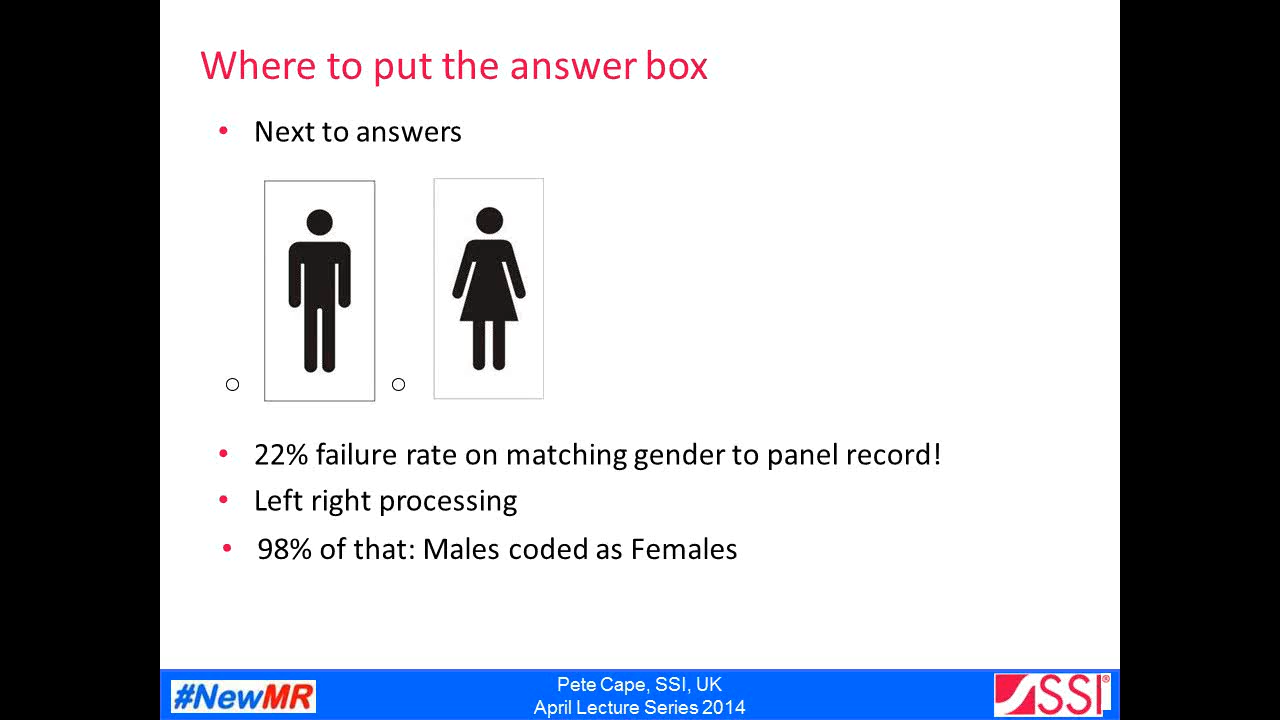 Where to put the answer box
• Next to answers
• 22% failure rate on matching gender to panel record!
• Left right processing
• 98% of that: Males coded as Females
#NewMR
Pete Cape, SSI, UK
April Lecture Series 2014
SSI®